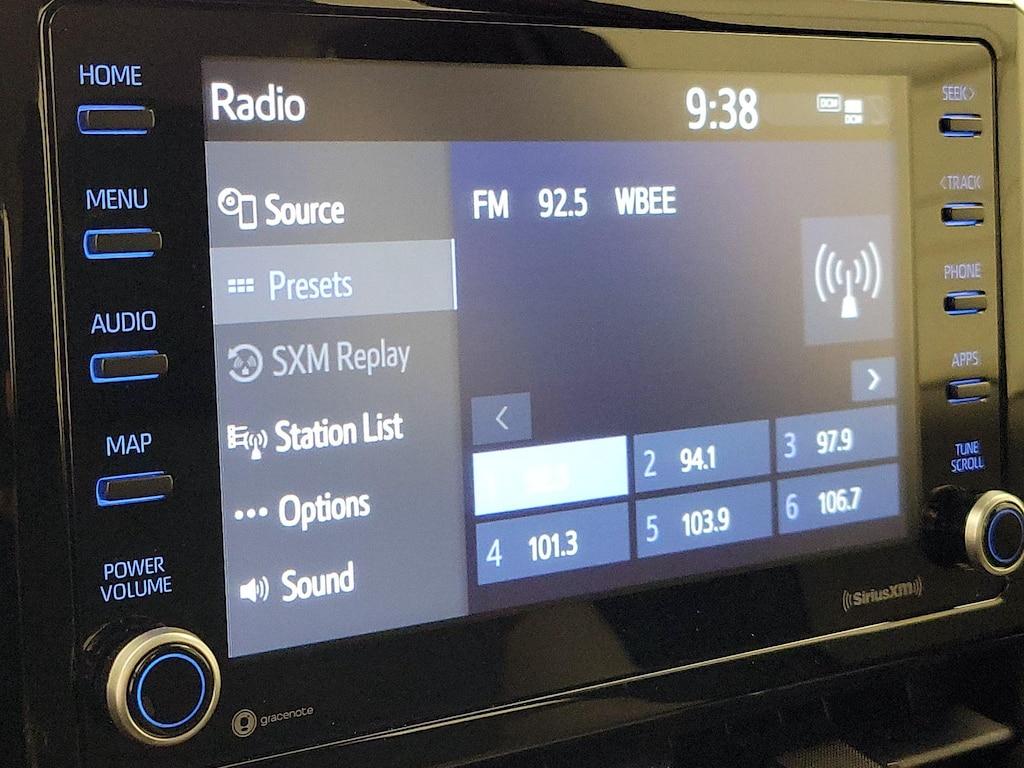 HOME
MENU
AUDIO
MAP
POWER
VOLUME
Radio
9:38
DCM
DCM
Source
Presets
SXM Replay
Station List
Options
Sound
FM 92.5 WBEE
2 94.1
3 97.9
4 101.3
5 103.9
6 106.7
SEEK>
<TRACK
PHONE
APPS
TUNE
SCROLL
SiriusXM
gracenote